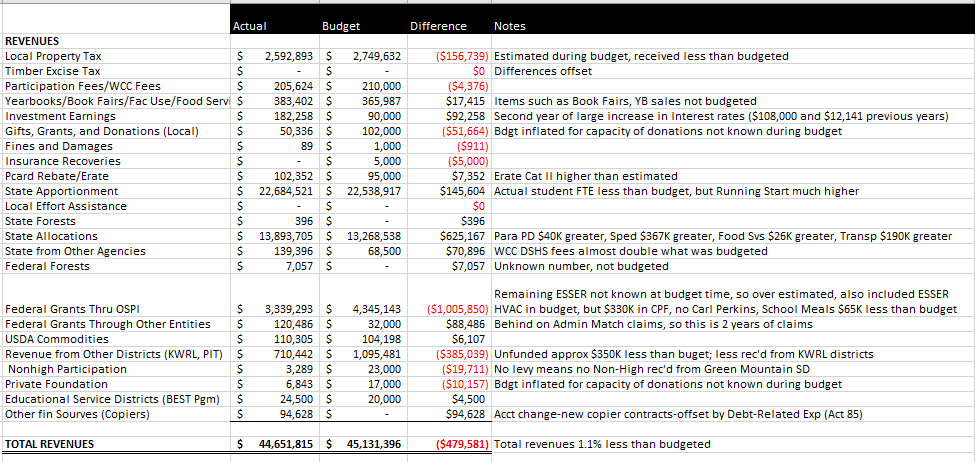 Actual Budget Difference Notes
REVENUES
Local Property Tax $ 2,592,893 $ 2,749,632 ($156,739) Estimated during budget, received less than budgeted
Timber Excise Tax $ - $ - $0 Differences offset
Participation Fees/WCC Fees $ 205,624 $ 210,000 ($4,376)
Yearbooks/Book Fairs/Fac Use/Food Servi $ 383,402 $ 365,987 $17,415 Items such as Book Fairs, YB sales not budgeted
Investment Earnings $ 182,258 $ 90,000 $92,258 Second year of large increase in Interest rates ($108,000 and $12,141 previous years)
Gifts, Grants, and Donations (Local) $ 50,336 $ 102,000 ($51,664) Bdgt inflated for capacity of donations not known during budget
Fines and Damages $ 89 $ 1,000 ($911)
Insurance Recoveries $ - $ 5,000 ($5,000)
Pcard Rebate/Erate $ 102,352 $ 95,000 $7,352 Erate Cat II higher than estimated
State Apportionment $ 22,684,521 $ 22,538,917 $145,604 Actual student FTE less than budget, but Running Start much higher
Local Effort Assistance $ - $ - $0
State Forests $ 396 $ - $396
State Allocations $ 13,893,705 $ 13,268,538 $625,167 Para PD $40K greater, Sped $367K greater, Food Svs $26K greater, Transp $190K greater
State from Other Agencies $ 139,396 $ 68,500 $70,896 WCC DSHS fees almost double what was budgeted
Federal Forests $ 7,057 $ - $7,057 Unknown number, not budgeted
Remaining ESSER not known at budget time, so over estimated, also included ESSER
Federal Grants Thru OSPI $ 3,339,293 $ 4,345,143 ($1,005,850) HVAC in budget, but $330K in CPF, no Carl Perkins, School Meals $65K less than budget
Federal Grants Through Other Entities $ 120,486 $ 32,000 $88,486 Behind on Admin Match claims, so this is 2 years of claims
USDA Commodities $ 110,305 $ 104,198 $6,107
Revenue from Other Districts (KWRL, PIT) $ 710,442 $ 1,095,481 ($385,039) Unfunded approx $350K less than buget; less rec'd from KWRL districts
Nonhigh Participation $ 3,289 $ 23,000 ($19,711) No levy means no Non-High rec'd from Green Mountain SD
Private Foundation $ 6,843 $ 17,000 ($10,157) Bdgt inflated for capacity of donations not known during budget
Educational Service Districts (BEST Pgm) $ 24,500 $ 20,000 $4,500
Other fin Sourves (Copiers) $ 94,628 $ - $94,628 Acct change-new copier contracts-offset by Debt-Related Exp (Act 85)
TOTAL REVENUES $ 44,651,815 $ 45,131,396 ($479,581) Total revenues 1.1% less than budgeted